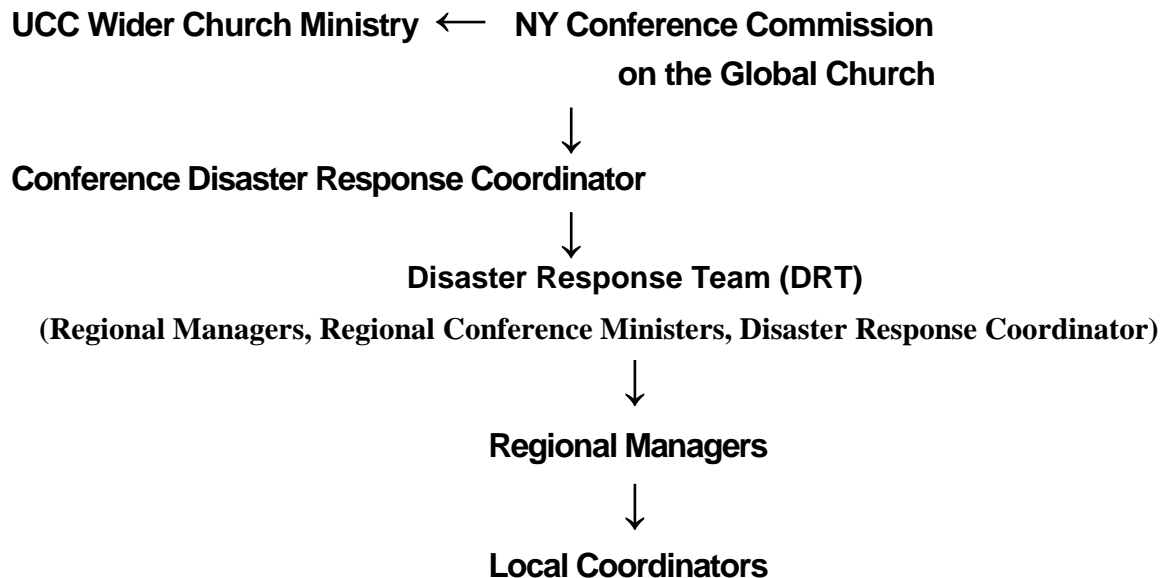 UCC Wider Church Ministry ← NY Conference Commission
on the Global Church
↓
Conference Disaster Response Coordinator
↓
Disaster Response Team (DRT)
(Regional Managers, Regional Conference Ministers, Disaster Response Coordinator)
↓
Regional Managers
↓
Local Coordinators